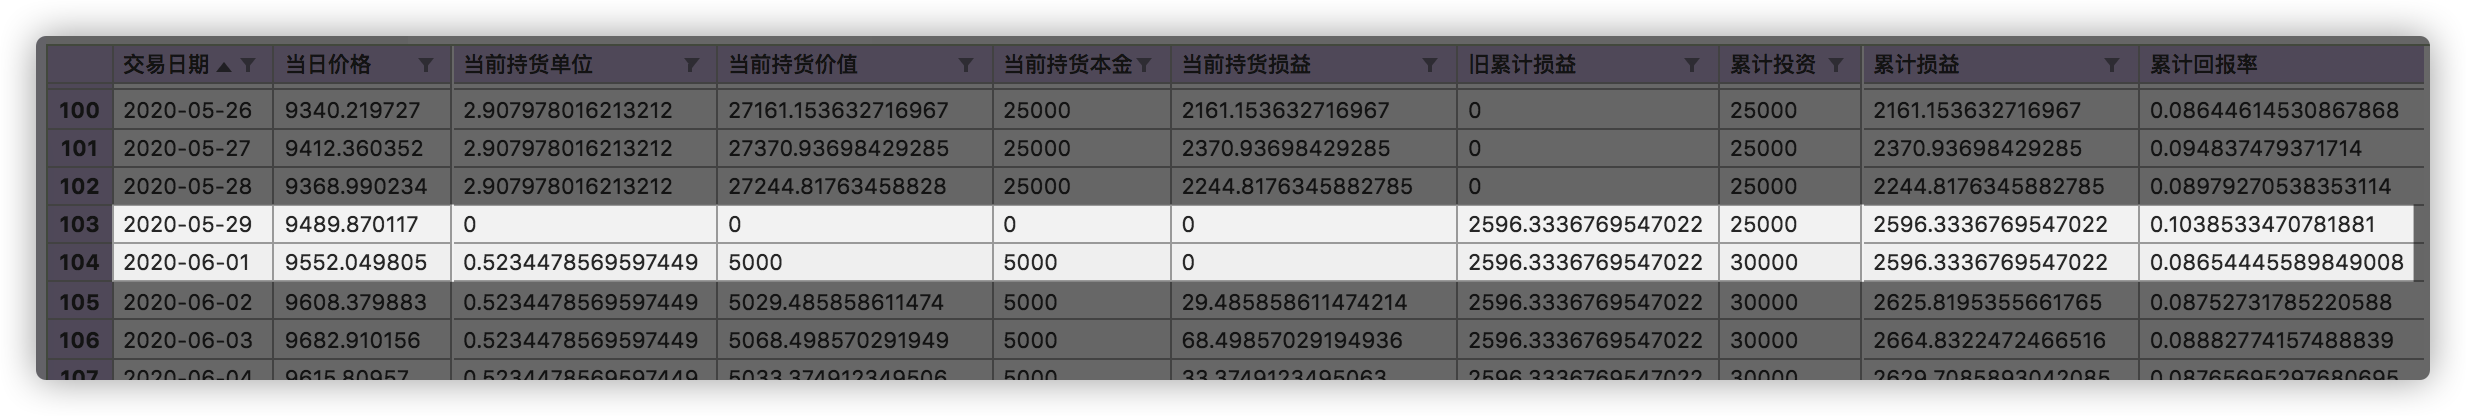 交易日期 当日价格 当前持货单位 当前持货价值 当前持货本金 当前持货损益 旧累计损益 累计投资 累计损益 累计回报率
100 2020-05-26 9340.219727 2.907978016213212 27161.153632716967 25000 2161.153632716967 0 25000 2161.153632716967 0.08644614530867868
101 2020-05-27 9412.360352 2.907978016213212 27370.93698429285 25000 2370.93698429285 0 25000 2370.93698429285 0.094837479371714
102 2020-05-28 9368.990234 2.907978016213212 27244.81763458828 25000 2244.8176345882785 0 25000 2244.8176345882785 0.08979270538353114
103 2020-05-29 9489.870117 0 0 0 0 2596.3336769547022 25000 2596.3336769547022 0.1038533470781881
104 2020-06-01 9552.049805 0.5234478569597449 5000 5000 0 2596.3336769547022 30000 2596.3336769547022 0.08654445589849008
105 2020-06-02 9608.379883 0.5234478569597449 5029.485858611474 5000 29.485858611474214 2596.3336769547022 30000 2625.8195355661765 0.08752731785220588
106 2020-06-03 9682.910156 0.5234478569597449 5068.498570291949 5000 68.49857029194936 2596.3336769547022 30000 2664.8322472466516 0.08882774157488839
107 2020-06-04 9615.80957 0.5234478569597449 5033.374912349506 5000 33.3749123495063 2596.3336769547022 30000 2629.7085893042085 0.087656952976806​95